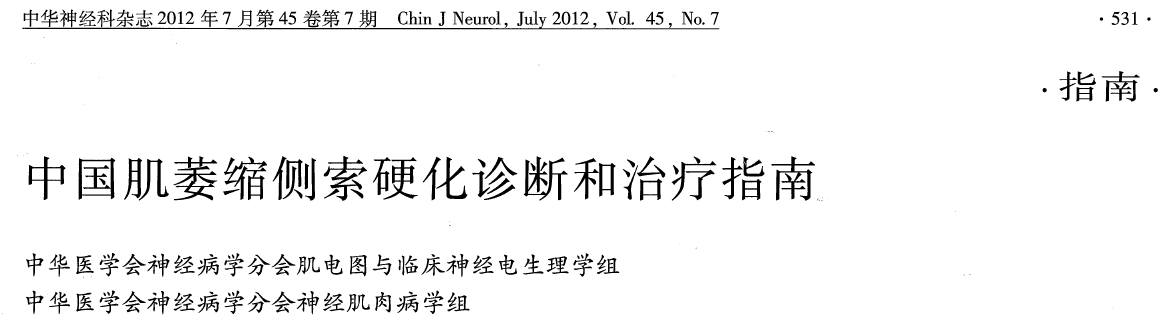 中华神经科杂志2012年7月第45卷第7期 Chin J Neurol, July 2012, Vol. 45, No. 7
·531·
·指南·
中国肌萎缩侧索硬化诊断和治疗指南
中华医学会神经病学分会肌电图与临床神经电生理学组
中华医学会神经病学分会神经肌肉病学组